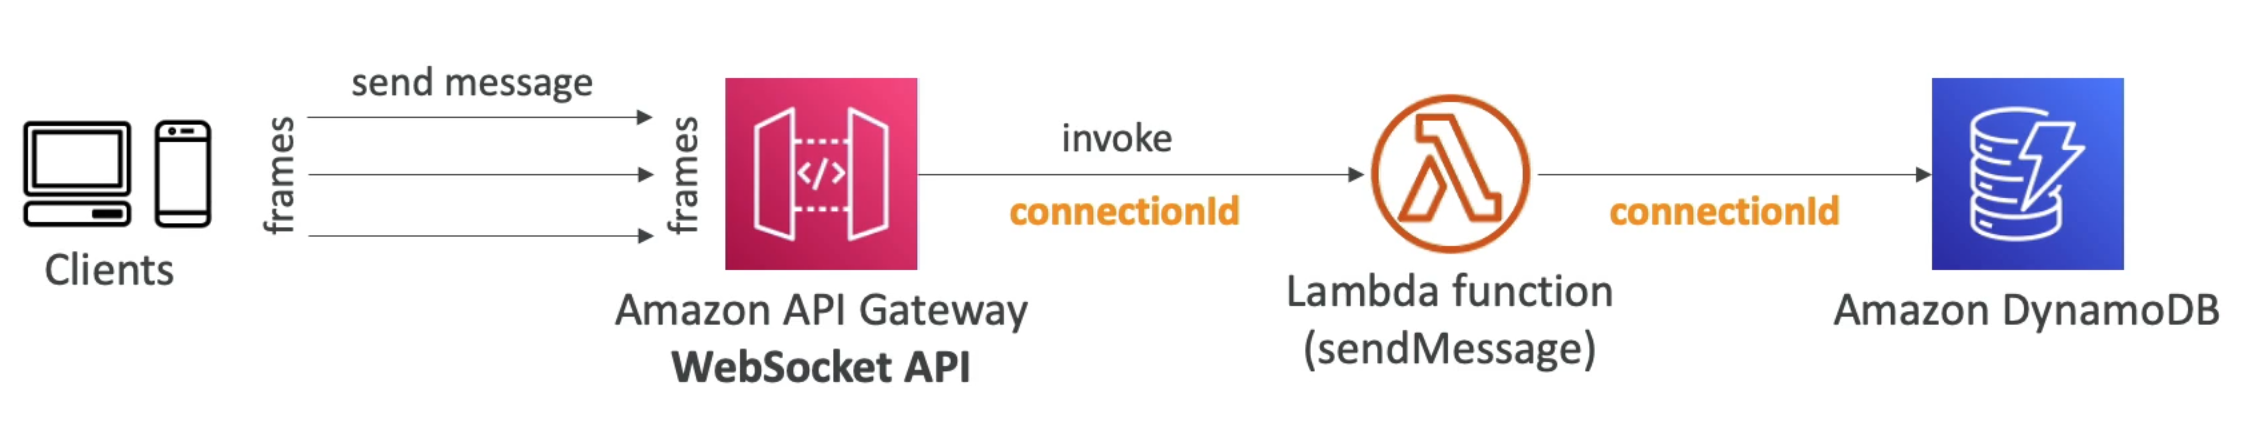 send message
frames
frames
Clients
</>
Amazon API Gateway
WebSocket API
invoke
connectionId
Lambda function
(sendMessage)
connectionId
Amazon DynamoDB